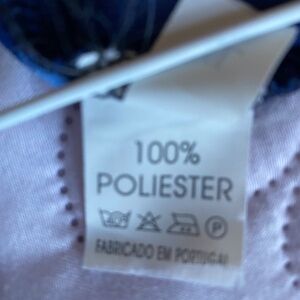 100%
POLIESTER
P
FABRICADO EM PORTUGAL